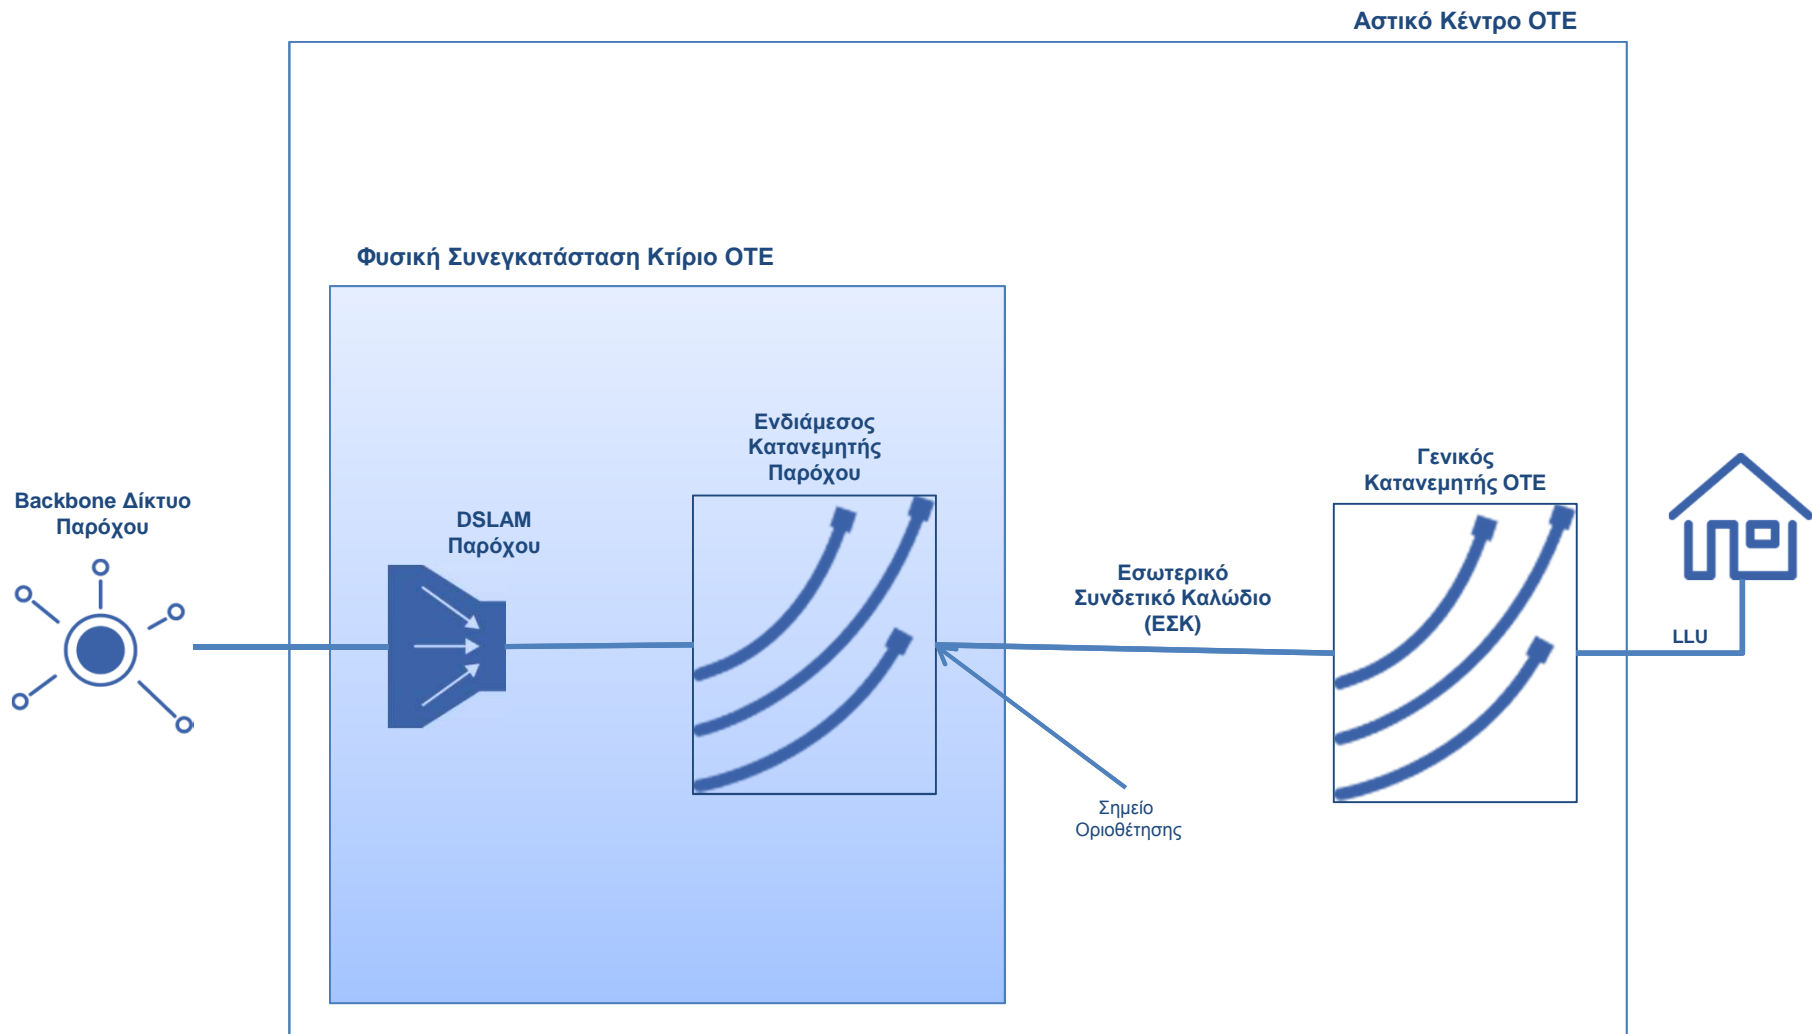 Αστικό Κέντρο ΟΤΕ
Φυσική Συνεγκατάσταση Κτίριο ΟΤΕ
Backbone Δίκτυο
Παρόχου
DSLAM
Παρόχου
Ενδιάμεσος
Κατανεμητής
Παρόχου
Εσωτερικό
Συνδετικό Καλώδιο
(ΕΣΚ)
Σημείο
Οριοθέτησης
Γενικός
Κατανεμητής ΟΤΕ
LLU